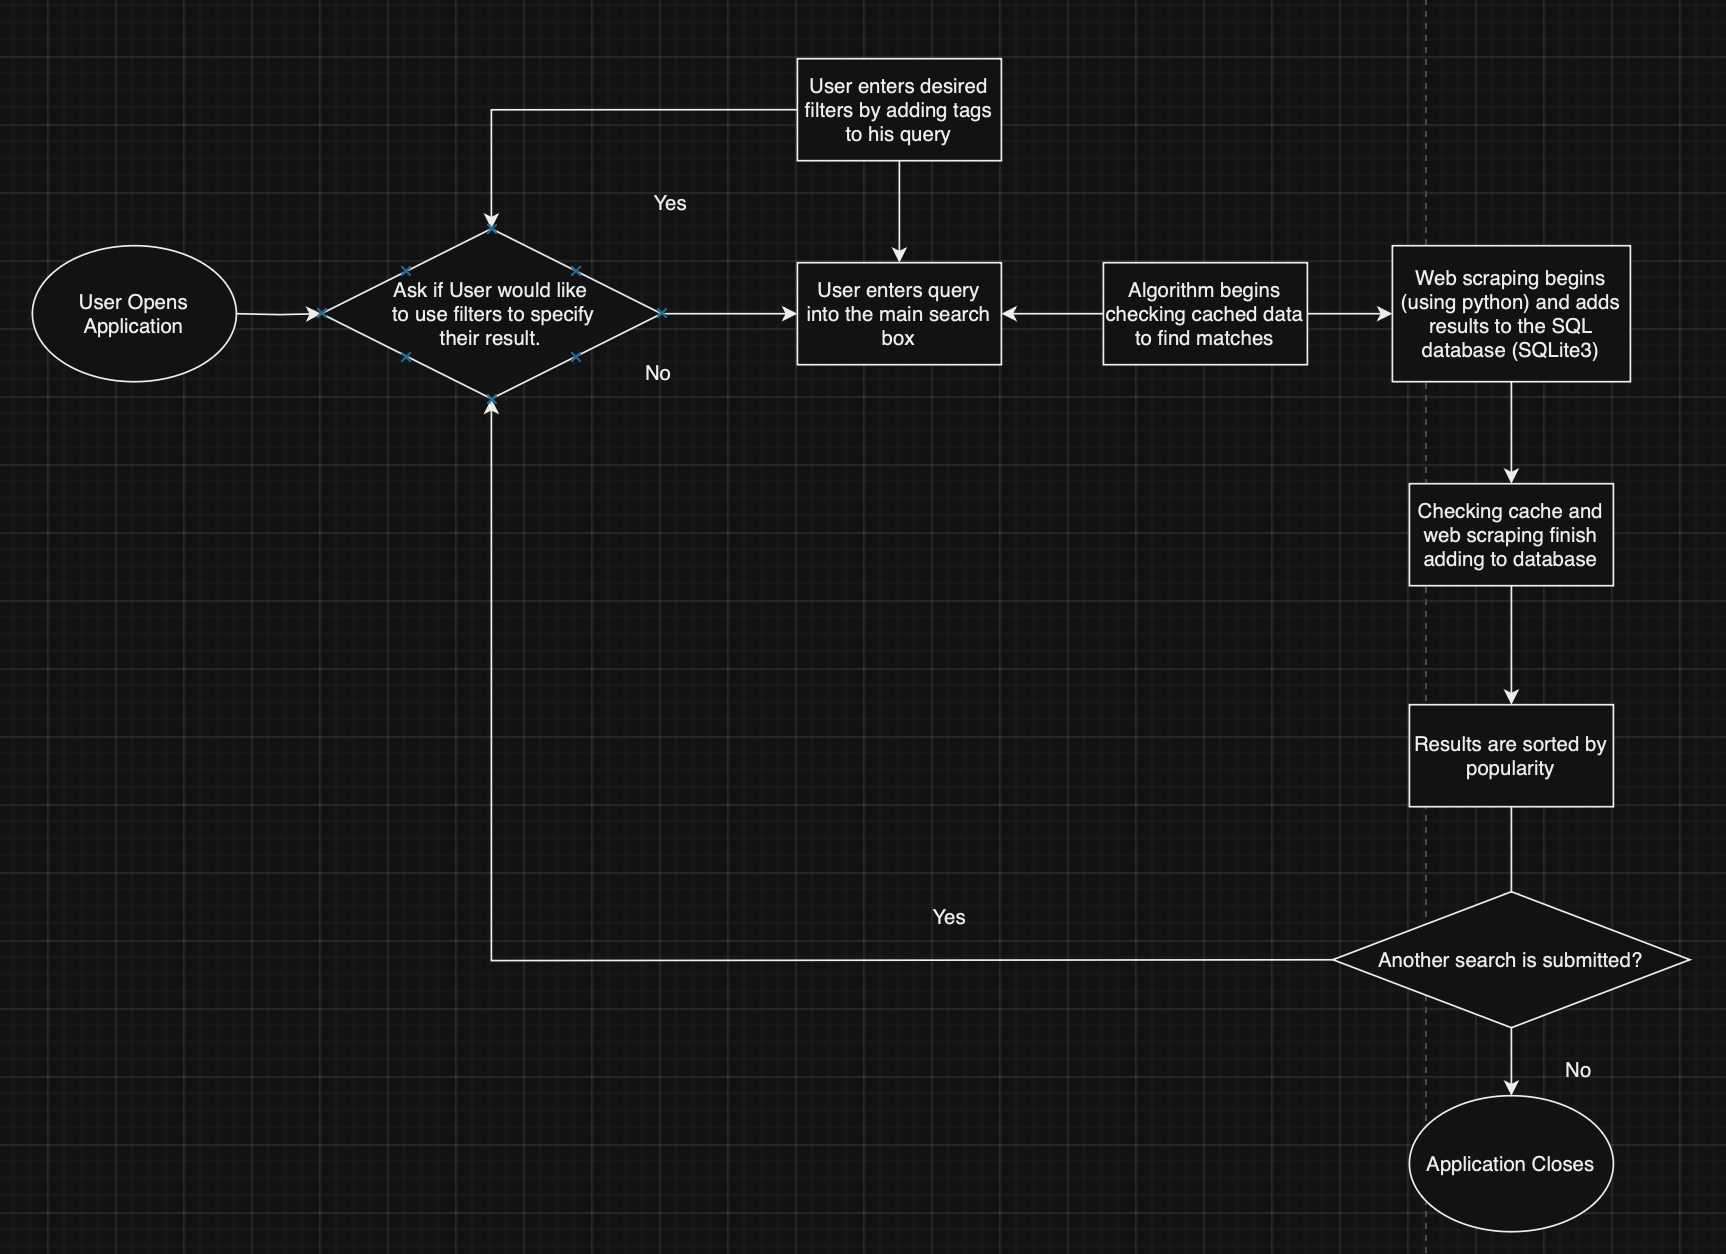 User enters desired
filters by adding tags
to his query
Yes
User Opens
Application
Ask if User would like
to use filters to specify
their result.
No
User enters query
into the main search
box
Algorithm begins
checking cached data
to find matches
Web scraping begins
(using python) and adds
results to the SQL
database (SQLite3)
Checking cache and
web scraping finish
adding to database
Results are sorted by
popularity
Yes
Another search is submitted?
No
Application Closes